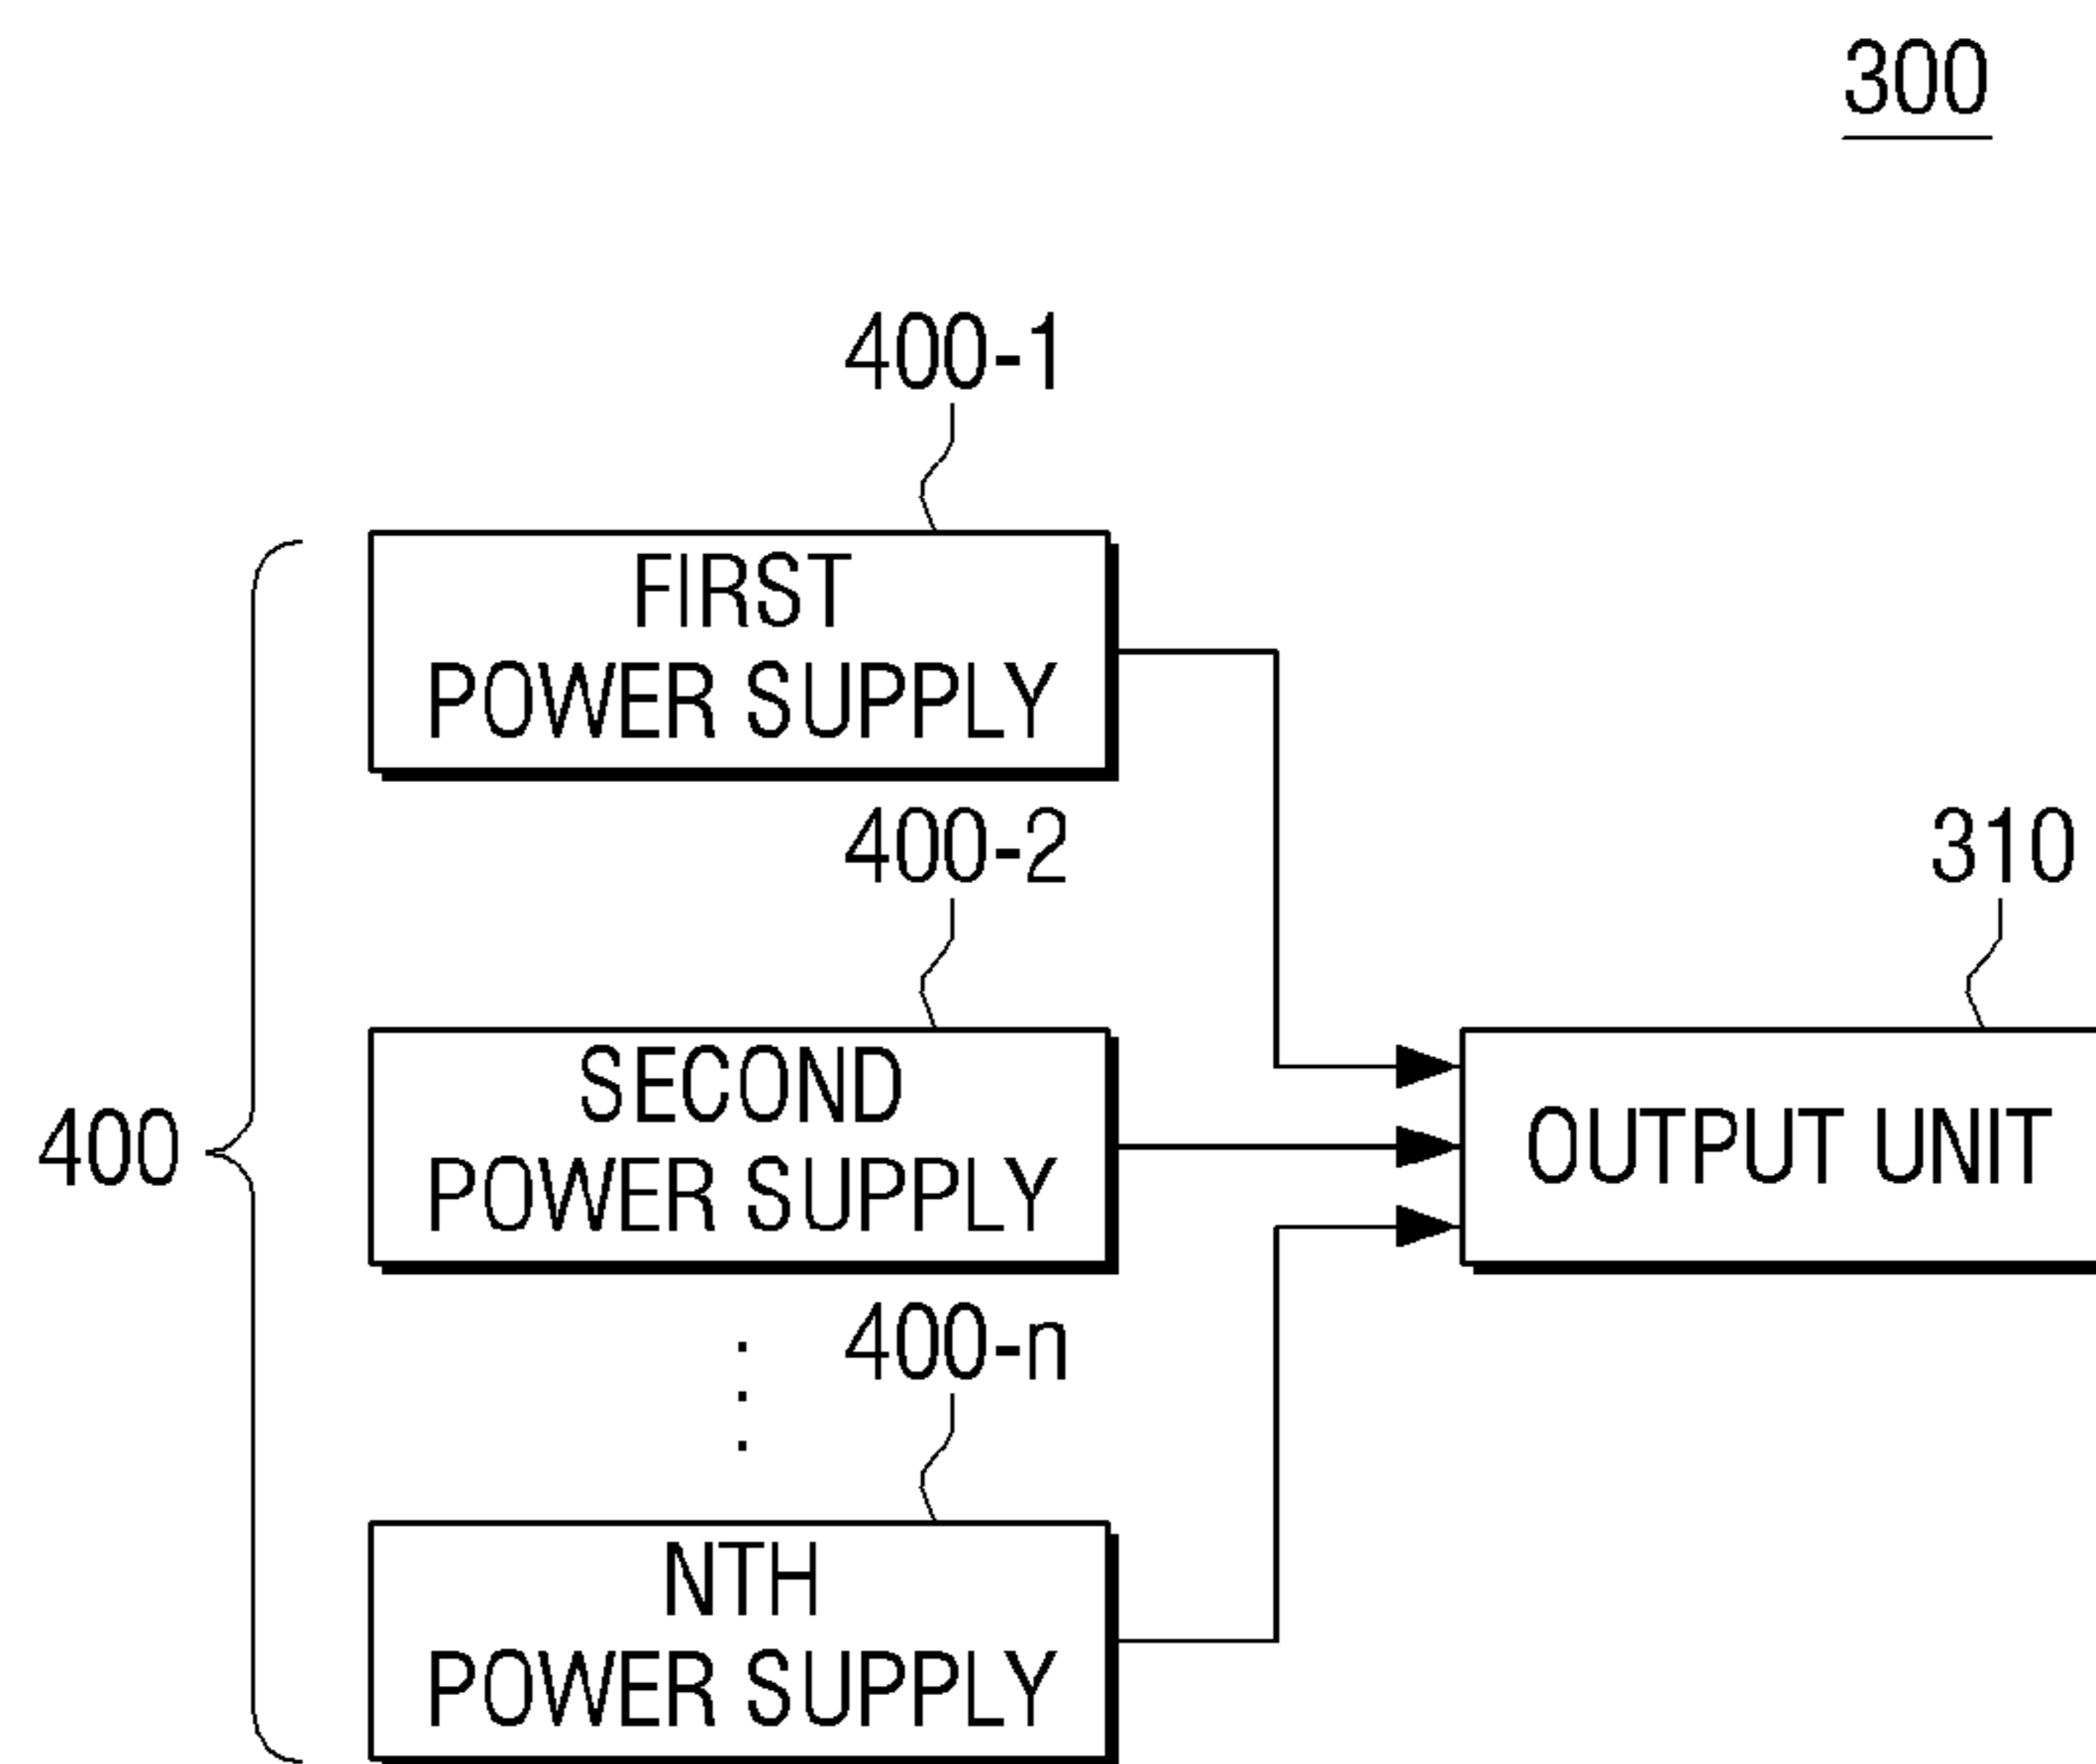 300
400-1
FIRST
POWER SUPPLY
400-2
310
SECOND
POWER SUPPLY
OUTPUT UNIT
400
400-n
NTH
POWER SUPPLY